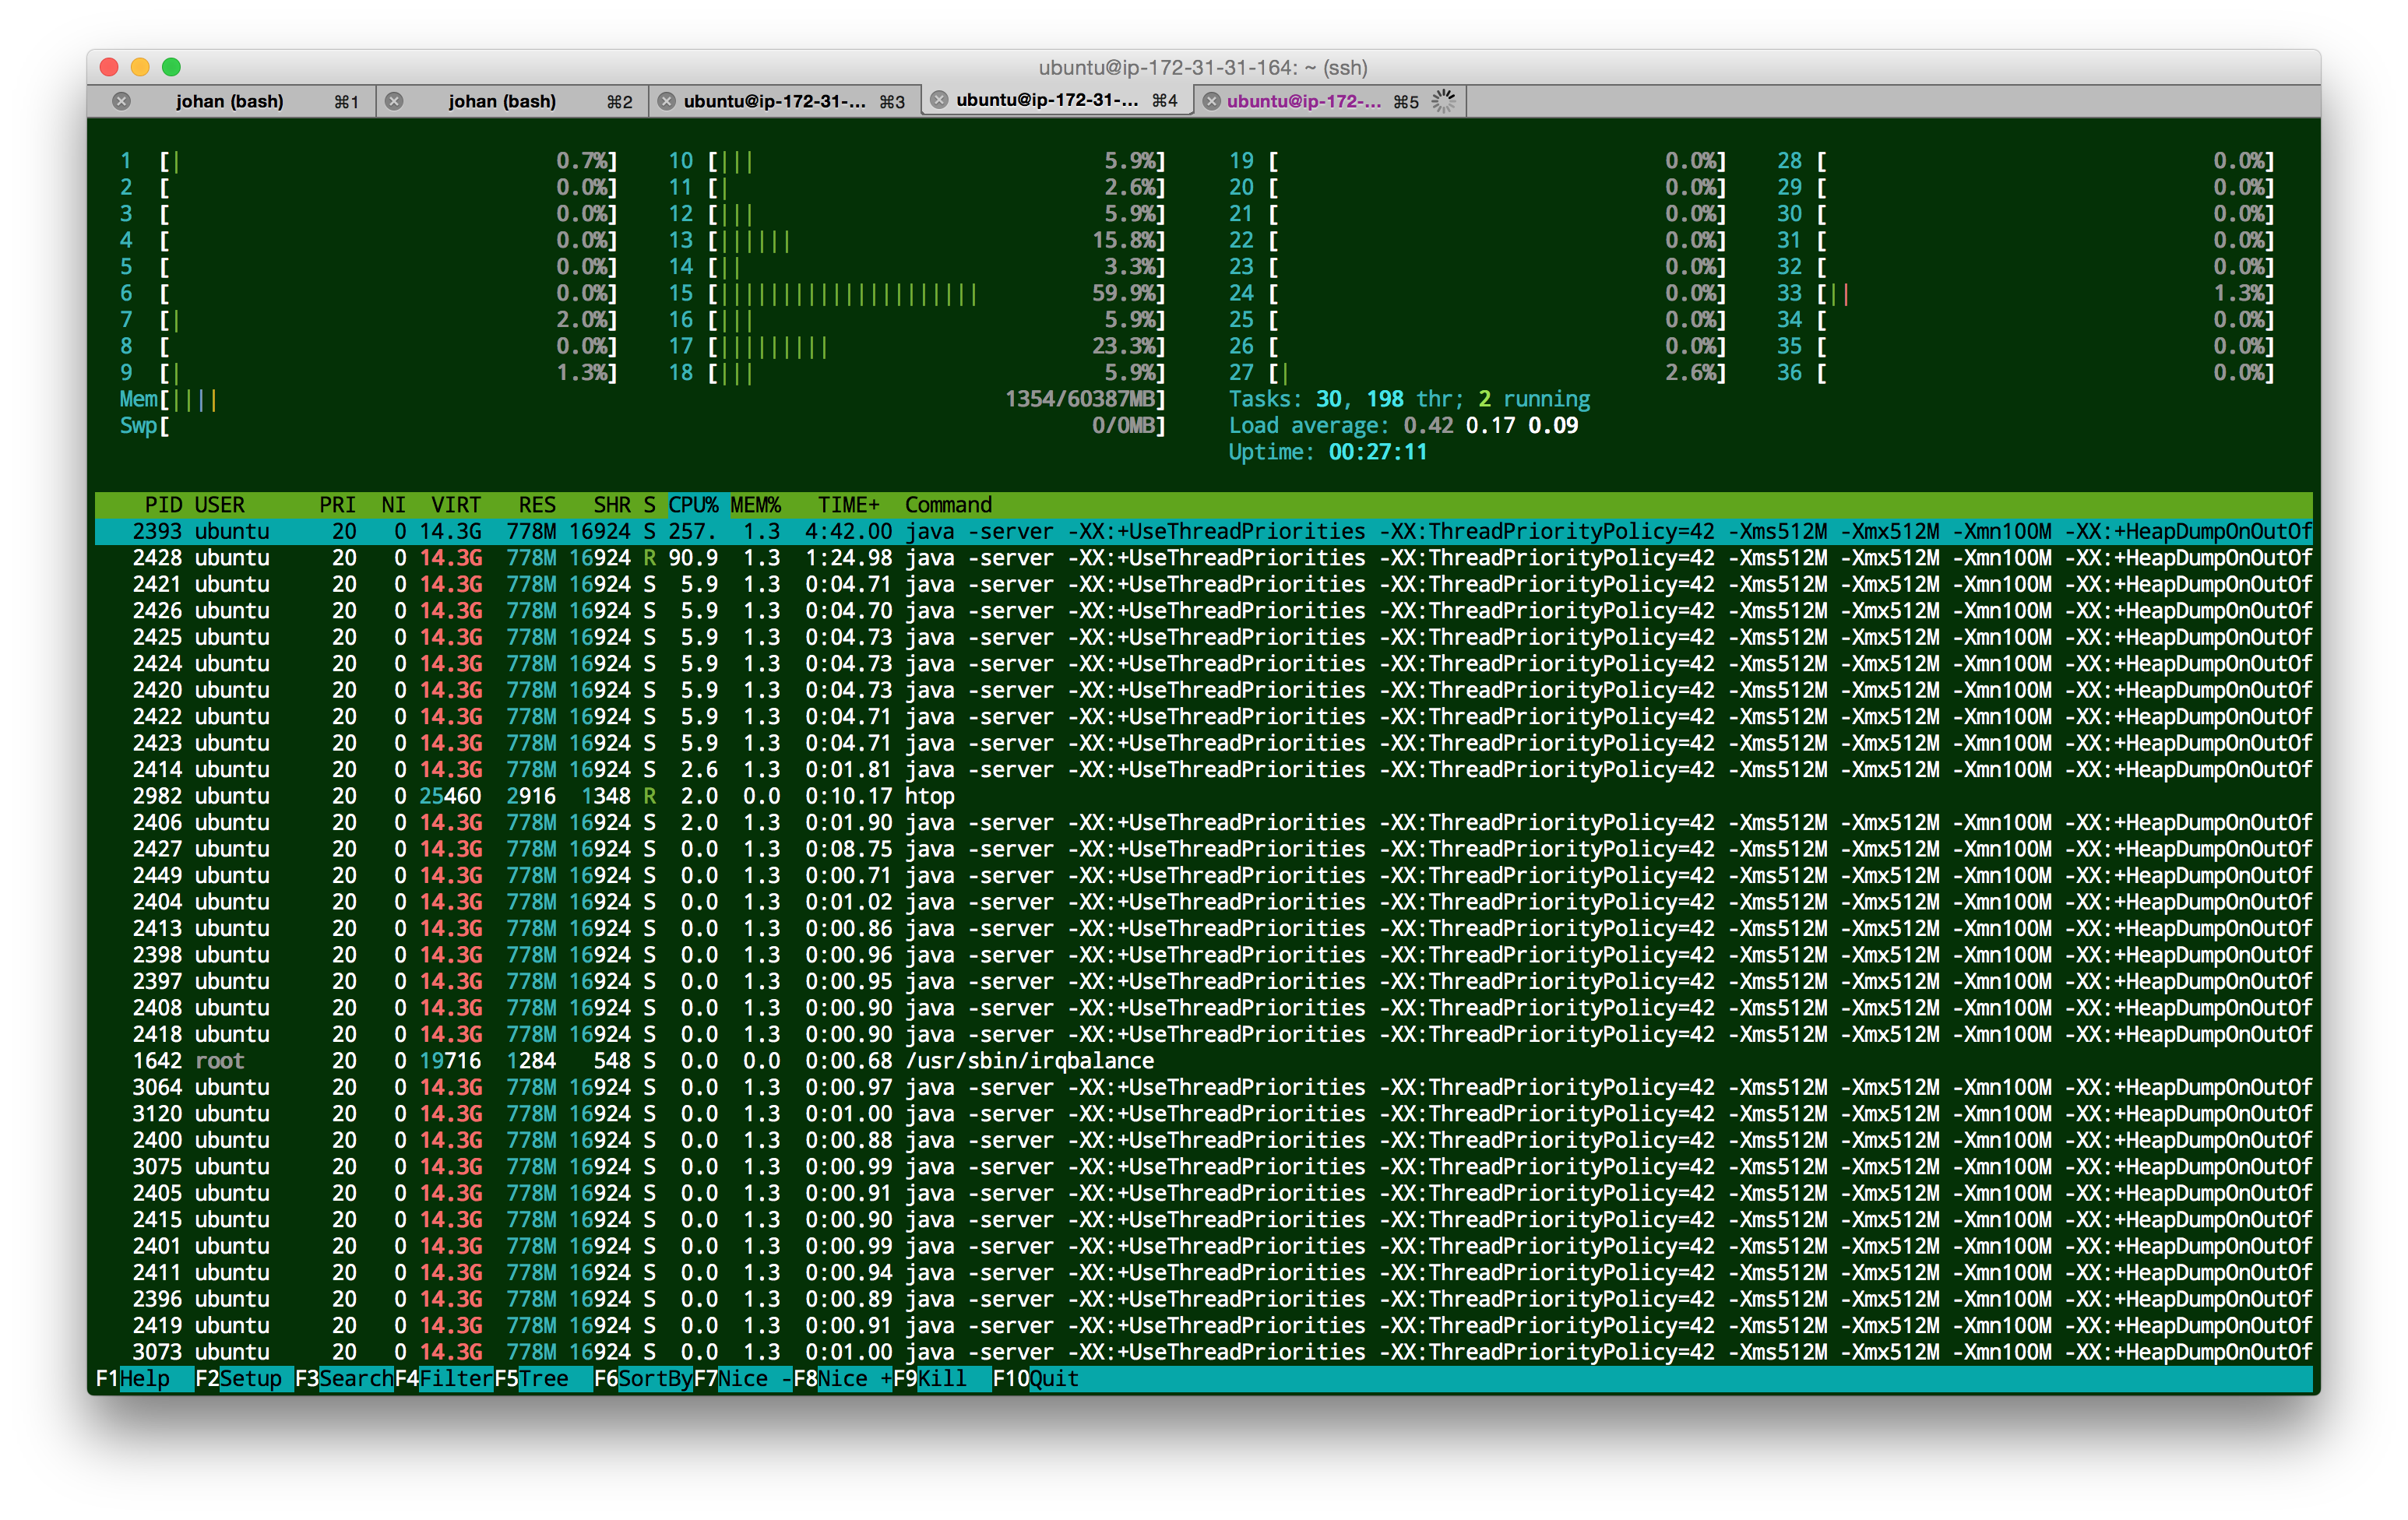 ubuntu@ip-172-31-31-164: ~ (ssh)
johan (bash) ⌘1 johan (bash) ⌘2 ubuntu@ip-172-31-... ⌘3 ubuntu@ip-172-31-... ⌘4 ubuntu@ip-172-... ⌘5
1 [| 0.7%] 10 [||| 5.9%] 19 [ 0.0%] 28 [ 0.0%]
2 [ 0.0%] 11 [| 2.6%] 20 [ 0.0%] 29 [ 0.0%]
3 [ 0.0%] 12 [||| 5.9%] 21 [ 0.0%] 30 [ 0.0%]
4 [ 0.0%] 13 [|||||| 15.8%] 22 [ 0.0%] 31 [ 0.0%]
5 [ 0.0%] 14 [|| 3.3%] 23 [ 0.0%] 32 [ 0.0%]
6 [ 0.0%] 15 [||||||||||||||||||||| 59.9%] 24 [ 0.0%] 33 [|| 1.3%]
7 [| 2.0%] 16 [||| 5.9%] 25 [ 0.0%] 34 [ 0.0%]
8 [ 0.0%] 17 [||||||||| 23.3%] 26 [ 0.0%] 35 [ 0.0%]
9 [| 1.3%] 18 [||| 5.9%] 27 [| 2.6%] 36 [ 0.0%]
Mem[|||| 1354/60387MB] Tasks: 30, 198 thr; 2 running
Swp[ 0/0MB] Load average: 0.42 0.17 0.09
Uptime: 00:27:11
PID USER PRI NI VIRT RES SHR S CPU% MEM% TIME+ Command
2393 ubuntu 20 0 14.3G 778M 16924 S 257. 1.3 4:42.00 java -server -XX:+UseThreadPriorities -XX:ThreadPriorityPolicy=42 -Xms512M -Xmx512M -Xmn100M -XX:+HeapDumpOnOutOf
2428 ubuntu 20 0 14.3G 778M 16924 R 90.9 1.3 1:24.98 java -server -XX:+UseThreadPriorities -XX:ThreadPriorityPolicy=42 -Xms512M -Xmx512M -Xmn100M -XX:+HeapDumpOnOutOf
2421 ubuntu 20 0 14.3G 778M 16924 S 5.9 1.3 0:04.71 java -server -XX:+UseThreadPriorities -XX:ThreadPriorityPolicy=42 -Xms512M -Xmx512M -Xmn100M -XX:+HeapDumpOnOutOf
2426 ubuntu 20 0 14.3G 778M 16924 S 5.9 1.3 0:04.70 java -server -XX:+UseThreadPriorities -XX:ThreadPriorityPolicy=42 -Xms512M -Xmx512M -Xmn100M -XX:+HeapDumpOnOutOf
2425 ubuntu 20 0 14.3G 778M 16924 S 5.9 1.3 0:04.73 java -server -XX:+UseThreadPriorities -XX:ThreadPriorityPolicy=42 -Xms512M -Xmx512M -Xmn100M -XX:+HeapDumpOnOutOf
2424 ubuntu 20 0 14.3G 778M 16924 S 5.9 1.3 0:04.73 java -server -XX:+UseThreadPriorities -XX:ThreadPriorityPolicy=42 -Xms512M -Xmx512M -Xmn100M -XX:+HeapDumpOnOutOf
2420 ubuntu 20 0 14.3G 778M 16924 S 5.9 1.3 0:04.73 java -server -XX:+UseThreadPriorities -XX:ThreadPriorityPolicy=42 -Xms512M -Xmx512M -Xmn100M -XX:+HeapDumpOnOutOf
2422 ubuntu 20 0 14.3G 778M 16924 S 5.9 1.3 0:04.71 java -server -XX:+UseThreadPriorities -XX:ThreadPriorityPolicy=42 -Xms512M -Xmx512M -Xmn100M -XX:+HeapDumpOnOutOf
2423 ubuntu 20 0 14.3G 778M 16924 S 5.9 1.3 0:04.71 java -server -XX:+UseThreadPriorities -XX:ThreadPriorityPolicy=42 -Xms512M -Xmx512M -Xmn100M -XX:+HeapDumpOnOutOf
2414 ubuntu 20 0 14.3G 778M 16924 S 2.6 1.3 0:01.81 java -server -XX:+UseThreadPriorities -XX:ThreadPriorityPolicy=42 -Xms512M -Xmx512M -Xmn100M -XX:+HeapDumpOnOutOf
2982 ubuntu 20 0 25460 2916 1348 R 2.0 0.0 0:10.17 htop
2406 ubuntu 20 0 14.3G 778M 16924 S 2.0 1.3 0:01.90 java -server -XX:+UseThreadPriorities -XX:ThreadPriorityPolicy=42 -Xms512M -Xmx512M -Xmn100M -XX:+HeapDumpOnOutOf
2427 ubuntu 20 0 14.3G 778M 16924 S 0.0 1.3 0:08.75 java -server -XX:+UseThreadPriorities -XX:ThreadPriorityPolicy=42 -Xms512M -Xmx512M -Xmn100M -XX:+HeapDumpOnOutOf
2449 ubuntu 20 0 14.3G 778M 16924 S 0.0 1.3 0:00.71 java -server -XX:+UseThreadPriorities -XX:ThreadPriorityPolicy=42 -Xms512M -Xmx512M -Xmn100M -XX:+HeapDumpOnOutOf
2404 ubuntu 20 0 14.3G 778M 16924 S 0.0 1.3 0:01.02 java -server -XX:+UseThreadPriorities -XX:ThreadPriorityPolicy=42 -Xms512M -Xmx512M -Xmn100M -XX:+HeapDumpOnOutOf
2413 ubuntu 20 0 14.3G 778M 16924 S 0.0 1.3 0:00.86 java -server -XX:+UseThreadPriorities -XX:ThreadPriorityPolicy=42 -Xms512M -Xmx512M -Xmn100M -XX:+HeapDumpOnOutOf
2398 ubuntu 20 0 14.3G 778M 16924 S 0.0 1.3 0:00.96 java -server -XX:+UseThreadPriorities -XX:ThreadPriorityPolicy=42 -Xms512M -Xmx512M -Xmn100M -XX:+HeapDumpOnOutOf
2397 ubuntu 20 0 14.3G 778M 16924 S 0.0 1.3 0:00.95 java -server -XX:+UseThreadPriorities -XX:ThreadPriorityPolicy=42 -Xms512M -Xmx512M -Xmn100M -XX:+HeapDumpOnOutOf
2408 ubuntu 20 0 14.3G 778M 16924 S 0.0 1.3 0:00.90 java -server -XX:+UseThreadPriorities -XX:ThreadPriorityPolicy=42 -Xms512M -Xmx512M -Xmn100M -XX:+HeapDumpOnOutOf
2418 ubuntu 20 0 14.3G 778M 16924 S 0.0 1.3 0:00.90 java -server -XX:+UseThreadPriorities -XX:ThreadPriorityPolicy=42 -Xms512M -Xmx512M -Xmn100M -XX:+HeapDumpOnOutOf
1642 root 20 0 19716 1284 548 S 0.0 0.0 0:00.68 /usr/sbin/irqbalance
3064 ubuntu 20 0 14.3G 778M 16924 S 0.0 1.3 0:00.97 java -server -XX:+UseThreadPriorities -XX:ThreadPriorityPolicy=42 -Xms512M -Xmx512M -Xmn100M -XX:+HeapDumpOnOutOf
3120 ubuntu 20 0 14.3G 778M 16924 S 0.0 1.3 0:01.00 java -server -XX:+UseThreadPriorities -XX:ThreadPriorityPolicy=42 -Xms512M -Xmx512M -Xmn100M -XX:+HeapDumpOnOutOf
2400 ubuntu 20 0 14.3G 778M 16924 S 0.0 1.3 0:00.88 java -server -XX:+UseThreadPriorities -XX:ThreadPriorityPolicy=42 -Xms512M -Xmx512M -Xmn100M -XX:+HeapDumpOnOutOf
3075 ubuntu 20 0 14.3G 778M 16924 S 0.0 1.3 0:00.99 java -server -XX:+UseThreadPriorities -XX:ThreadPriorityPolicy=42 -Xms512M -Xmx512M -Xmn100M -XX:+HeapDumpOnOutOf
2405 ubuntu 20 0 14.3G 778M 16924 S 0.0 1.3 0:00.91 java -server -XX:+UseThreadPriorities -XX:ThreadPriorityPolicy=42 -Xms512M -Xmx512M -Xmn100M -XX:+HeapDumpOnOutOf
2415 ubuntu 20 0 14.3G 778M 16924 S 0.0 1.3 0:00.90 java -server -XX:+UseThreadPriorities -XX:ThreadPriorityPolicy=42 -Xms512M -Xmx512M -Xmn100M -XX:+HeapDumpOnOutOf
2401 ubuntu 20 0 14.3G 778M 16924 S 0.0 1.3 0:00.99 java -server -XX:+UseThreadPriorities -XX:ThreadPriorityPolicy=42 -Xms512M -Xmx512M -Xmn100M -XX:+HeapDumpOnOutOf
2411 ubuntu 20 0 14.3G 778M 16924 S 0.0 1.3 0:00.94 java -server -XX:+UseThreadPriorities -XX:ThreadPriorityPolicy=42 -Xms512M -Xmx512M -Xmn100M -XX:+HeapDumpOnOutOf
2396 ubuntu 20 0 14.3G 778M 16924 S 0.0 1.3 0:00.89 java -server -XX:+UseThreadPriorities -XX:ThreadPriorityPolicy=42 -Xms512M -Xmx512M -Xmn100M -XX:+HeapDumpOnOutOf
2419 ubuntu 20 0 14.3G 778M 16924 S 0.0 1.3 0:00.91 java -server -XX:+UseThreadPriorities -XX:ThreadPriorityPolicy=42 -Xms512M -Xmx512M -Xmn100M -XX:+HeapDumpOnOutOf
3073 ubuntu 20 0 14.3G 778M 16924 S 0.0 1.3 0:01.00 java -server -XX:+UseThreadPriorities -XX:ThreadPriorityPolicy=42 -Xms512M -Xmx512M -Xmn100M -XX:+HeapDumpOnOutOf
F1Help F2Setup F3SearchF4FilterF5Tree F6SortByF7Nice -F8Nice +F9Kill F10Quit